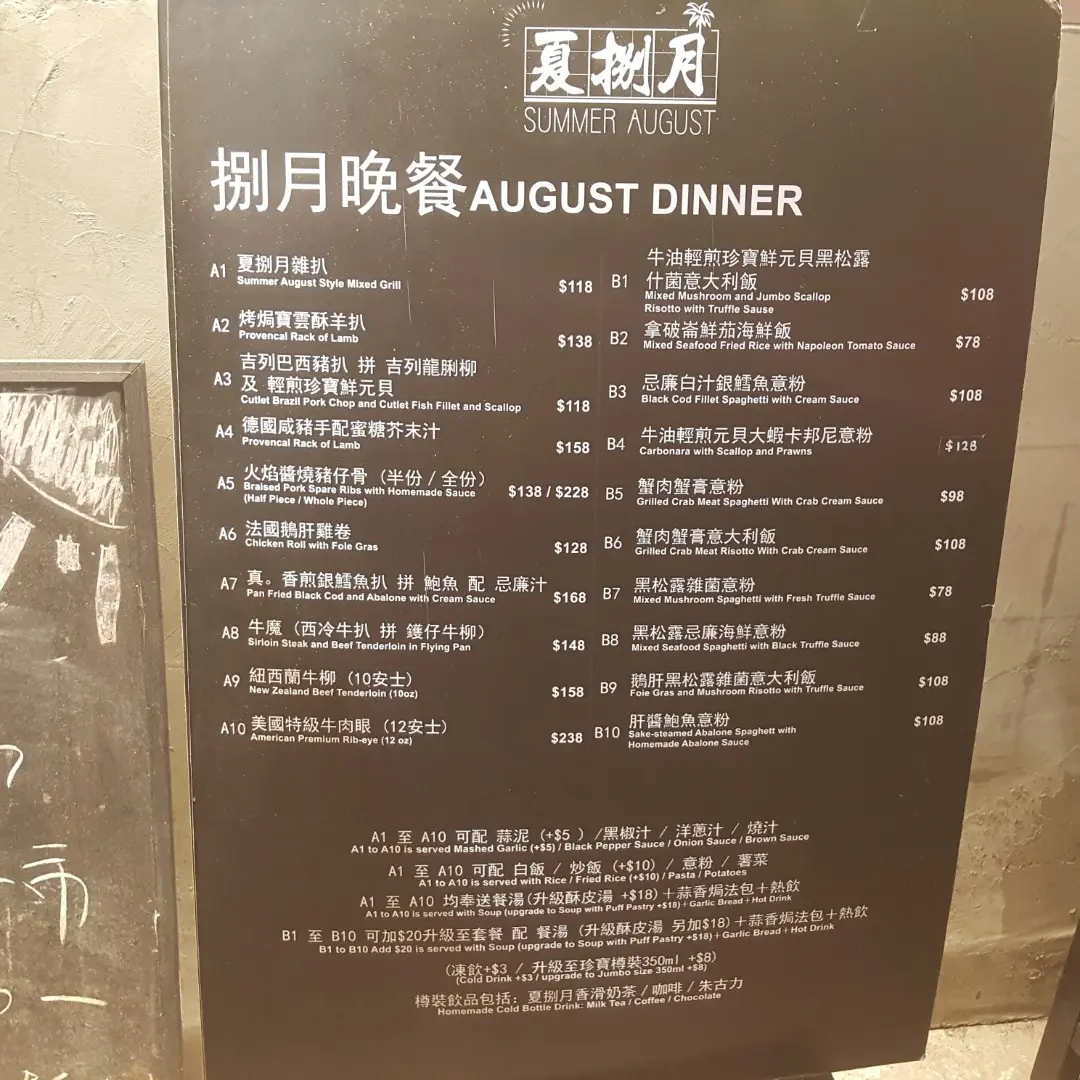 夏捌月
SUMMER AUGUST
捌月晚餐AUGUST DINNER
A1 夏捌月雜扒
Summer August Style Mixed Grill $118
A2 烤焗寶雲酥羊扒
Provencal Rack of Lamb $138
吉列巴西豬扒 拼 吉列龍脷柳
A3 及 輕煎珍寶鮮元貝
Cutlet Brazil Pork Chop and Cutlet Fish Fillet and Scallop $118
A4 德國咸豬手配蜜糖芥末汁
Provencal Rack of Lamb $158
A5 火焰醬燒豬仔骨（半份 / 全份）
Braised Pork Spare Ribs with Homemade Sauce $138 / $228
(Half Piece / Whole Piece)
A6 法國鵝肝雞卷
Chicken Roll with Foie Gras $128
A7 真。香煎銀鱈魚扒 拼 鮑魚 配 忌廉汁
Pan Fried Black Cod and Abalone with Cream Sauce $168
A8 牛魔（西冷牛扒 拼 鑊仔牛柳）
Sirloin Steak and Beef Tenderloin in Flying Pan $148
A9 紐西蘭牛柳（10安士）
New Zealand Beef Tenderloin (10oz) $158
A10 美國特級牛肉眼（12安士）
American Premium Rib-eye (12 oz) $238
牛油輕煎珍寶鮮元貝黑松露
B1 什菌意大利飯
Mixed Mushroom and Jumbo Scallop $108
Risotto with Truffle Sause
B2 拿破崙鮮茄海鮮飯
Mixed Seafood Fried Rice with Napoleon Tomato Sauce $78
B3 忌廉白汁銀鱈魚意粉
Black Cod Fillet Spaghetti with Cream Sauce $108
B4 牛油輕煎元貝大蝦卡邦尼意粉
Carbonara with Scallop and Prawns $128
B5 蟹肉蟹膏意粉
Grilled Crab Meat Spaghetti With Crab Cream Sauce $98
B6 蟹肉蟹膏意大利飯
Grilled Crab Meat Risotto With Crab Cream Sauce $108
B7 黑松露雜菌意粉
Mixed Mushroom Spaghetti with Fresh Truffle Sauce $78
B8 黑松露忌廉海鮮意粉
Mixed Seafood Spaghetti with Black Truffle Sauce $88
B9 鵝肝黑松露雜菌意大利飯
Foie Gras and Mushroom Risotto with Truffle Sauce $108
B10 肝醬鮑魚意粉
Sake-steamed Abalone Spaghett with $108
Homemade Abalone Sauce
A1 至 A10 可配 蒜泥（+$5 ）/黑椒汁 / 洋蔥汁 / 燒汁
A1 to A10 is served Mashed Garlic (+$5) / Black Pepper Sauce / Onion Sauce / Brown Sauce
A1 至 A10 可配 白飯 / 炒飯（+$10）/ 意粉 / 薯菜
A1 to A10 is served with Rice / Fried Rice (+$10) / Pasta / Potatoes
A1 至 A10 均奉送餐湯(升級酥皮湯 +$18)＋蒜香焗法包＋熱飲
A1 to A10 is served with Soup (upgrade to Soup with Puff Pastry +$18)＋Garlic Bread＋Hot Drink
B1 至 B10 可加$20升級至套餐 配 餐湯 (升級酥皮湯 另加$18)＋蒜香焗法包＋熱飲
B1 to B10 Add $20 is served with Soup (upgrade to Soup with Puff Pastry +$18)＋Garlic Bread＋Hot Drink
(凍飲+$3 / 升級至珍寶樽裝350ml +$8)
(Cold Drink +$3 / upgrade to Jumbo size 350ml +$8)
樽裝飲品包括: 夏捌月香滑奶茶 / 咖啡 / 朱古力
Homemade Cold Bottle Drink: Milk Tea / Coffee / Chocolate